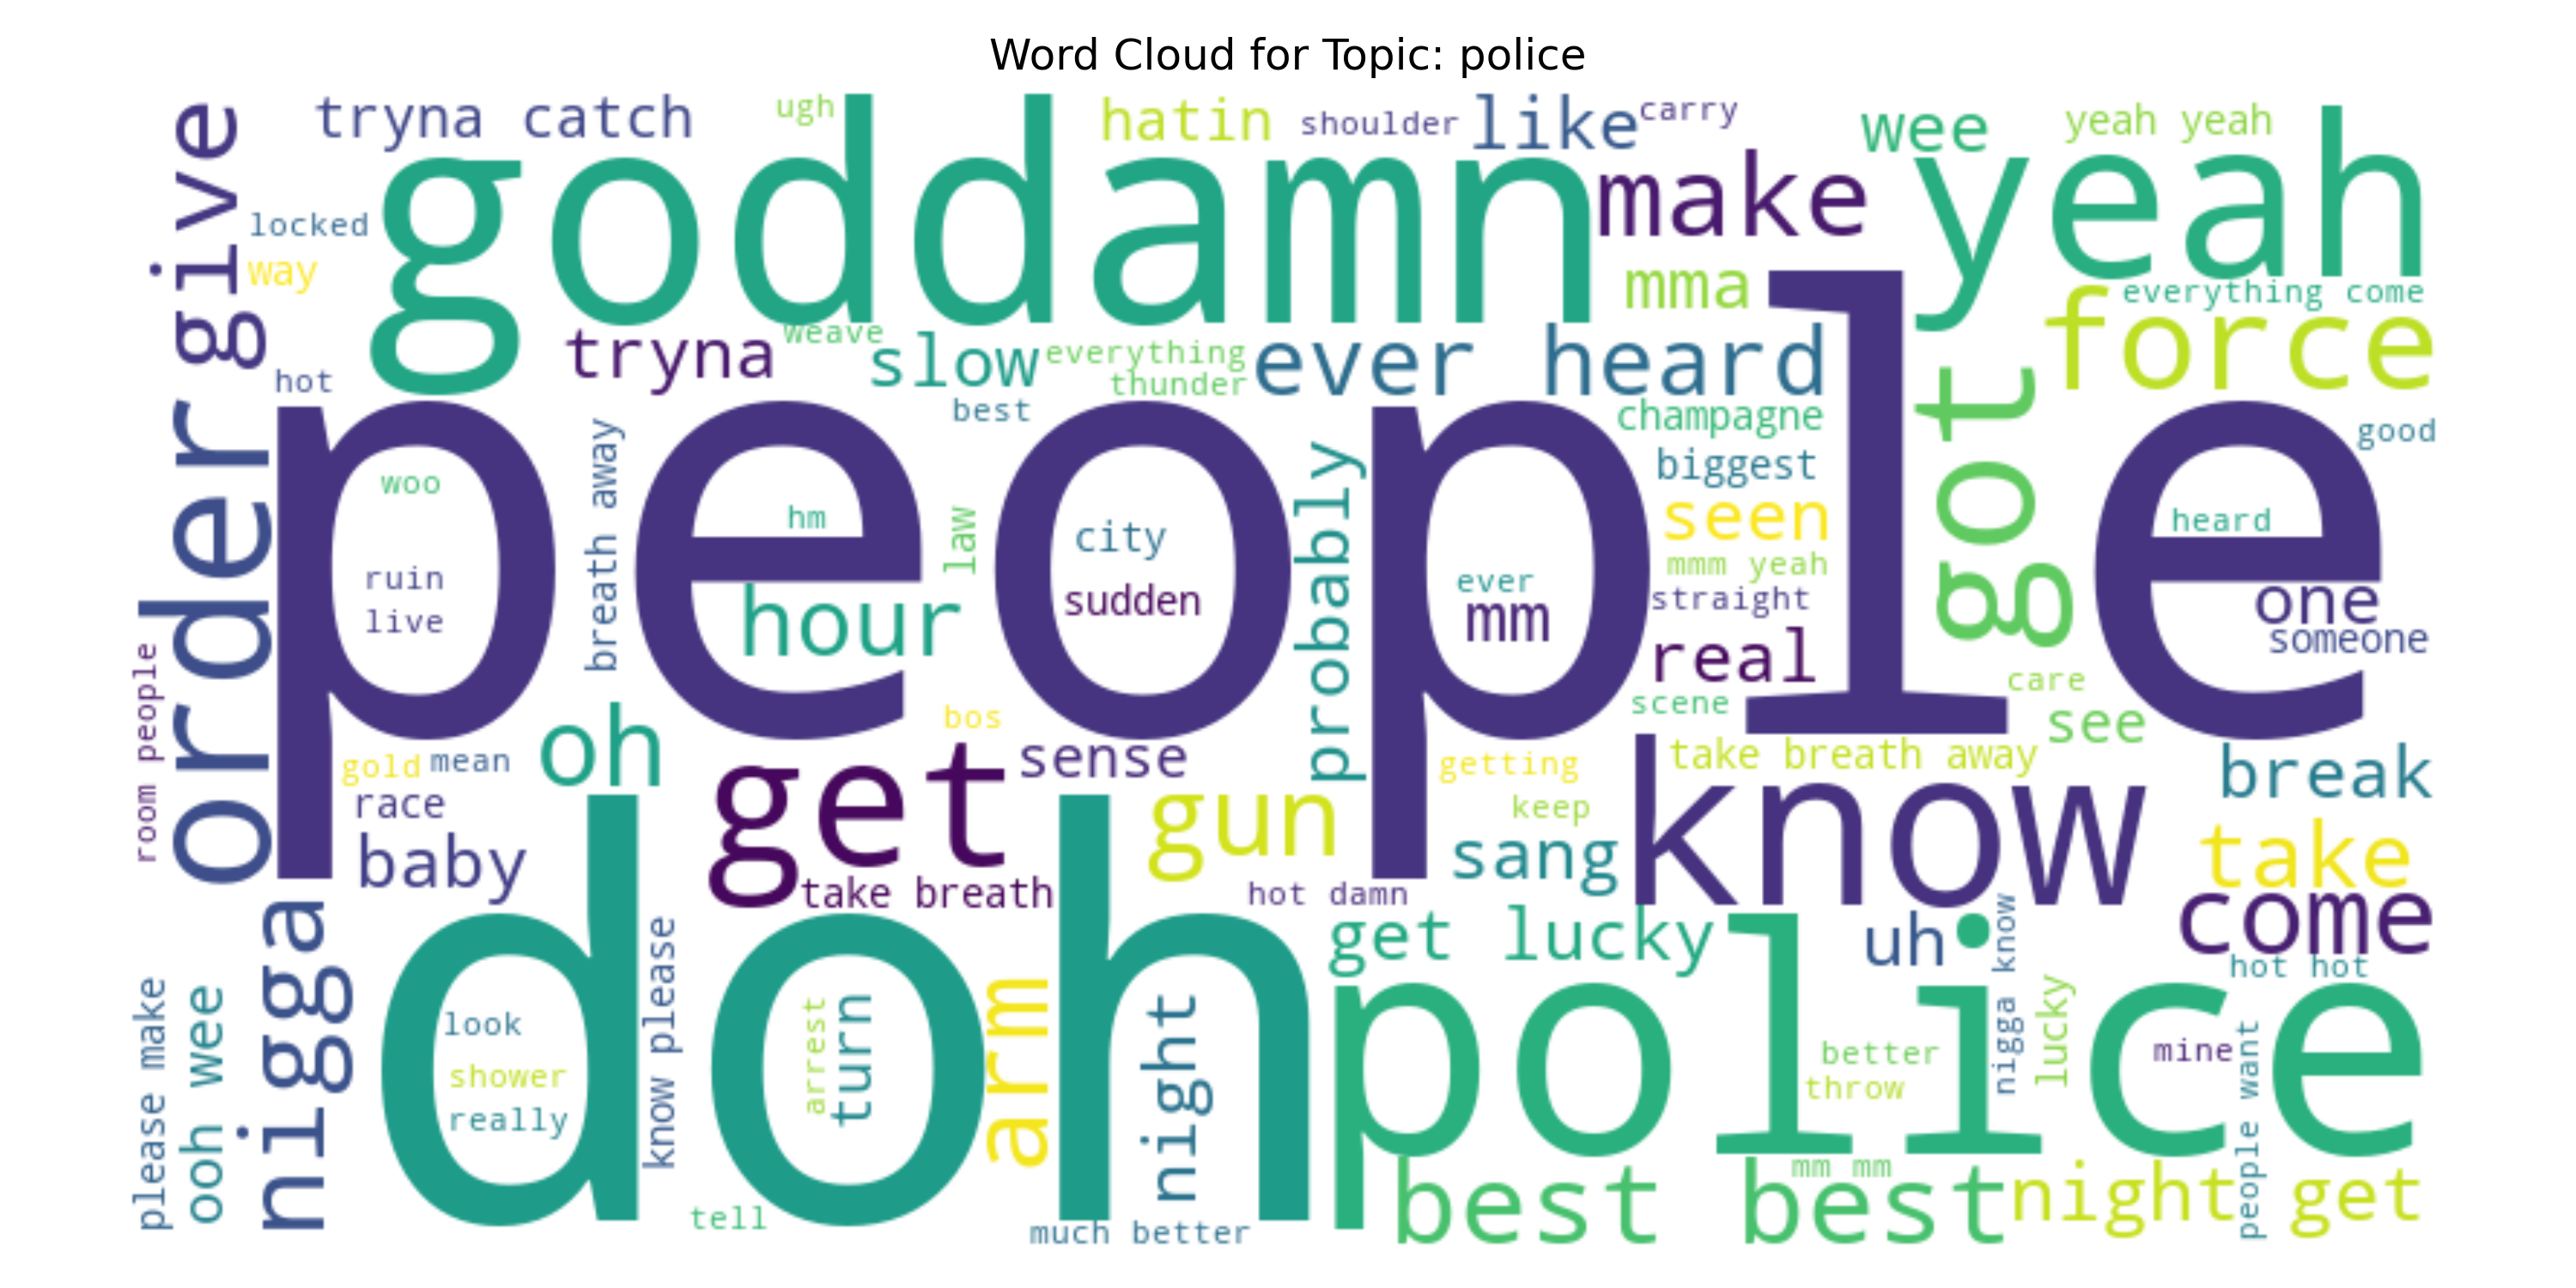 Word Cloud for Topic: police
give
tryna catch
ugh
hatin
shoulder
like
carry
wee
yeah yeah
goddamn
make
yeah
locked
way
mma
everything come
force
tryna
weave
slow
everything
thunder
ever heard
hot
best
champagne
got
good
order
people
woo
breath away
hm
law
city
probably
biggest
seen
heard
ruin
live
hour
sudden
ever
mm
mmm yeah
straight
one
someone
real
room people
care
scene
see
oh
bos
sense
gold
mean
getting
take breath away
break
race
get
gun
keep
know
baby
take breath
hot damn
sang
take
come
nigga
doh
know please
get lucky
uh
nigga know
hot hot
please make
ooh wee
look
shower
really
arrest
turn
arm
night
police
better
throw
lucky
mine
people want
tell
much better
best best
mm mm
night get